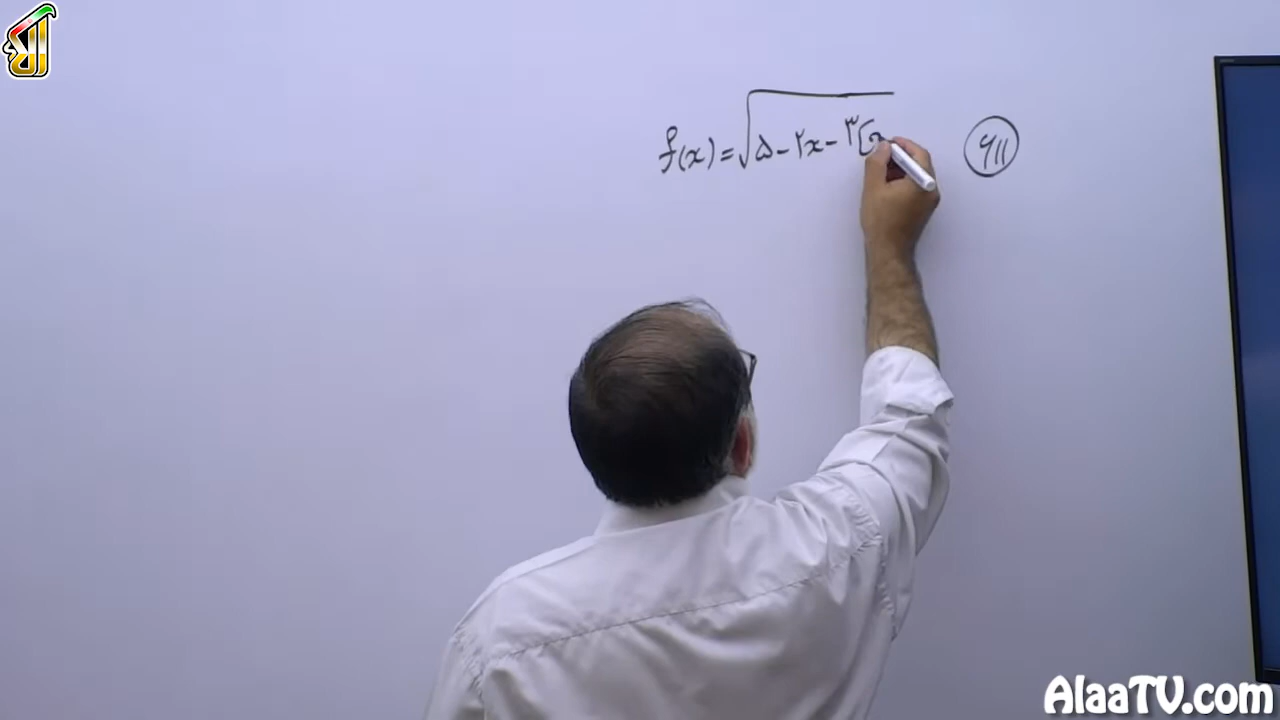 f(x) = √۵ - ۲x - ۳[x
۶۱۱
AlaaTV.com